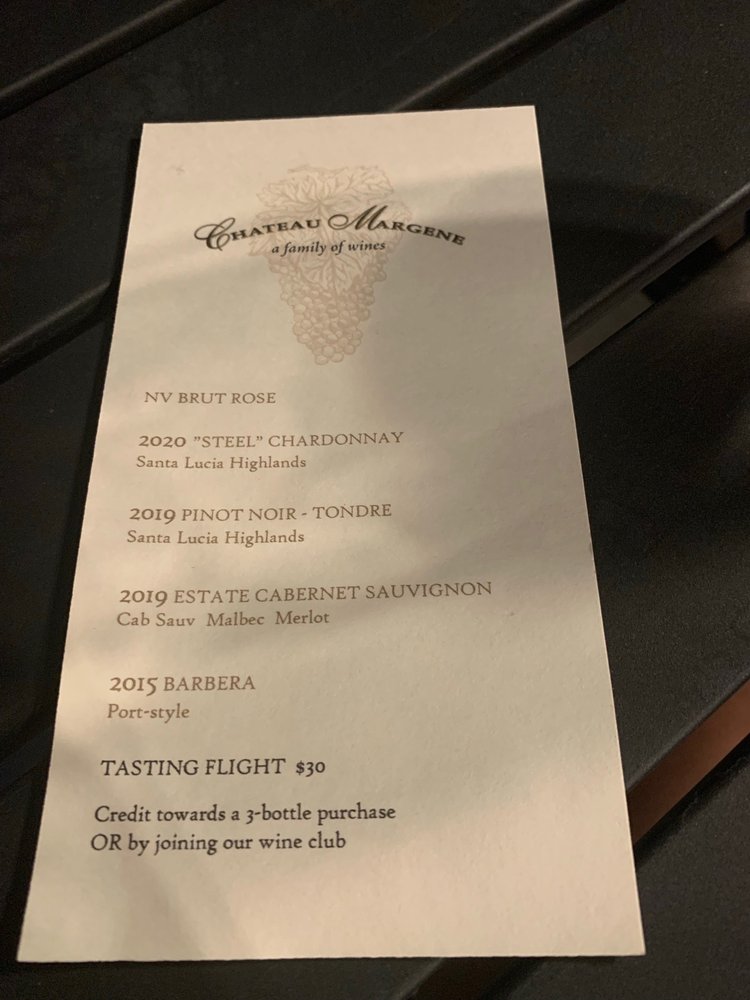 CHATEAU MARGENE
a family of wines
NV BRUT ROSE
2020 "STEEL" CHARDONNAY
Santa Lucia Highlands
2019 PINOT NOIR - TONDRE
Santa Lucia Highlands
2019 ESTATE CABERNET SAUVIGNON
Cab Sauv Malbec Merlot
2015 BARBERA
Port-style
TASTING FLIGHT $30
Credit towards a 3-bottle purchase
OR by joining our wine club